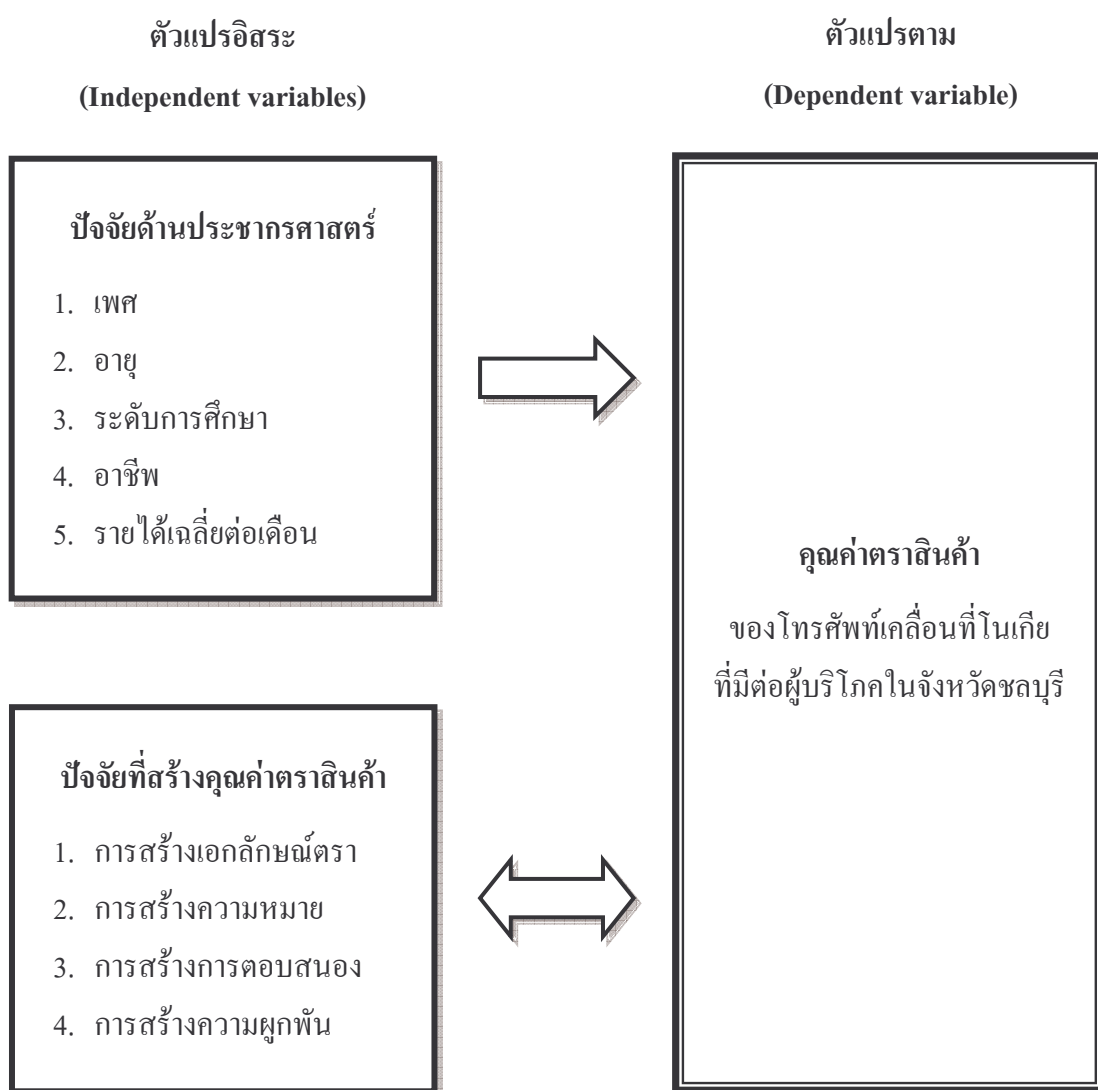 ตัวแปรอิสระ
(Independent variables)
ปัจจัยด้านประชากรศาสตร์
1. เพศ
2. อายุ
3. ระดับการศึกษา
4. อาชีพ
5. รายได้เฉลี่ยต่อเดือน
ปัจจัยที่สร้างคุณค่าตราสินค้า
1. การสร้างเอกลักษณ์ตรา
2. การสร้างความหมาย
3. การสร้างการตอบสนอง
4. การสร้างความผูกพัน
ตัวแปรตาม
(Dependent variable)
คุณค่าตราสินค้า
ของโทรศัพท์เคลื่อนที่โนเกีย
ที่มีต่อผู้บริโภคในจังหวัดชลบุรี